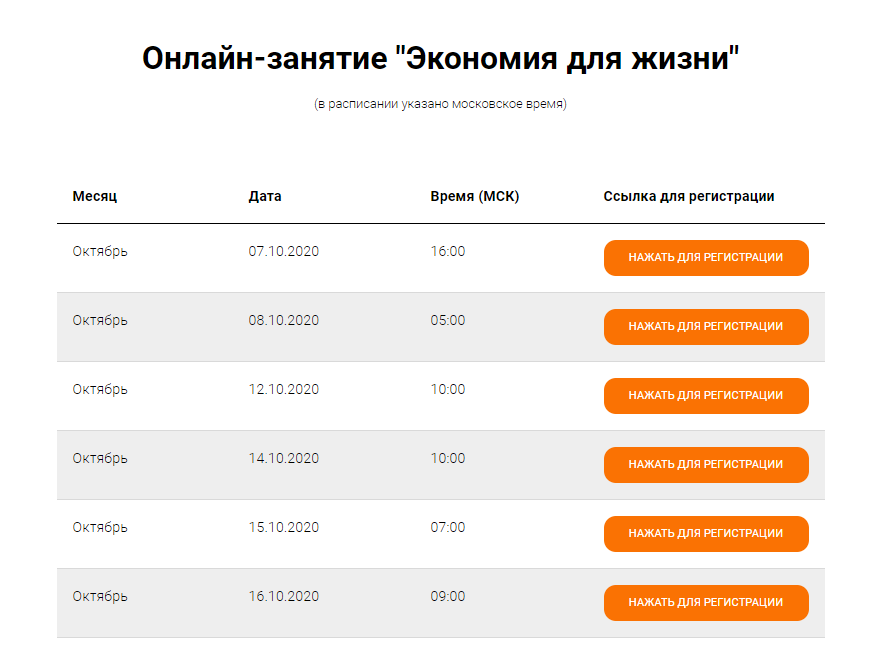 Онлайн-занятие "Экономия для жизни"
(в расписании указано московское время)
Месяц Дата Время (МСК) Ссылка для регистрации
Октябрь 07.10.2020 16:00 НАЖАТЬ ДЛЯ РЕГИСТРАЦИИ
Октябрь 08.10.2020 05:00 НАЖАТЬ ДЛЯ РЕГИСТРАЦИИ
Октябрь 12.10.2020 10:00 НАЖАТЬ ДЛЯ РЕГИСТРАЦИИ
Октябрь 14.10.2020 10:00 НАЖАТЬ ДЛЯ РЕГИСТРАЦИИ
Октябрь 15.10.2020 07:00 НАЖАТЬ ДЛЯ РЕГИСТРАЦИИ
Октябрь 16.10.2020 09:00 НАЖАТЬ ДЛЯ РЕГИСТРАЦИИ